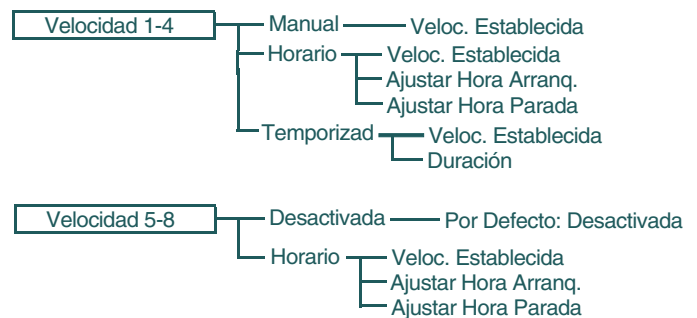 Velocidad 1-4 Manual Veloc. Establecida
Horario Veloc. Establecida
Ajustar Hora Arranq.
Ajustar Hora Parada
Temporizad Veloc. Establecida
Duración
Velocidad 5-8 Desactivada Por Defecto: Desactivada
Horario Veloc. Establecida
Ajustar Hora Arranq.
Ajustar Hora Parada